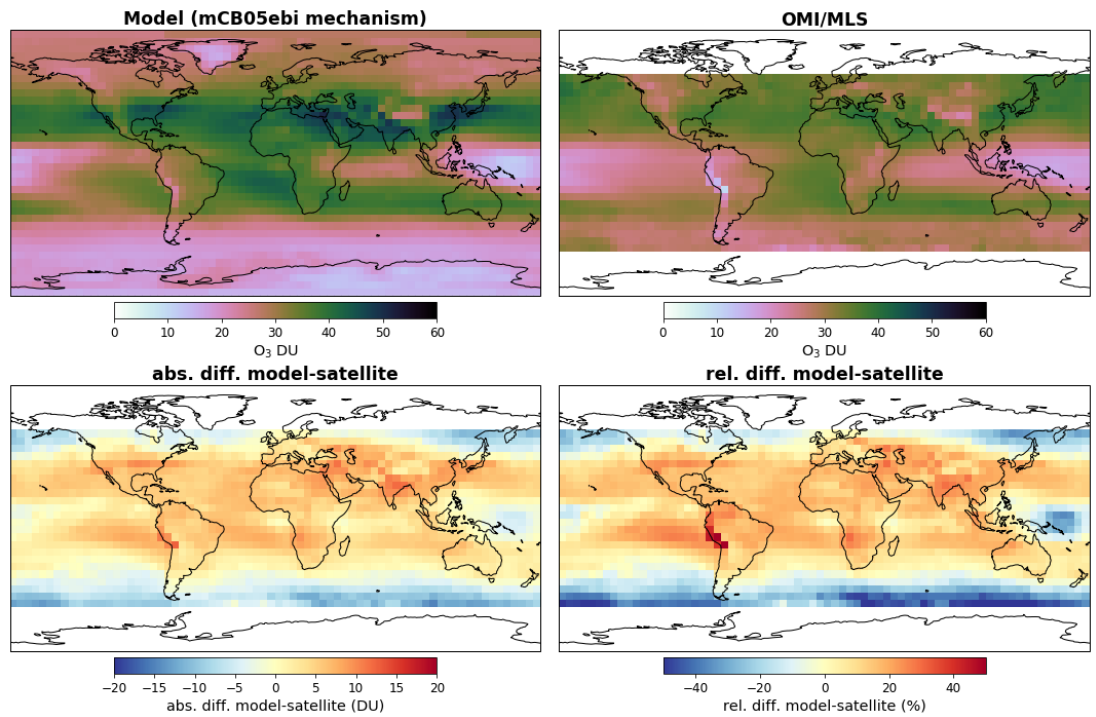 Model (mCB05ebi mechanism)
OMI/MLS
0 10 20 30 40 50 60
O₃ DU
0 10 20 30 40 50 60
O₃ DU
abs. diff. model-satellite
rel. diff. model-satellite
−20 −15 −10 −5 0 5 10 15 20
abs. diff. model-satellite (DU)
−40 −20 0 20 40
rel. diff. model-satellite (%)